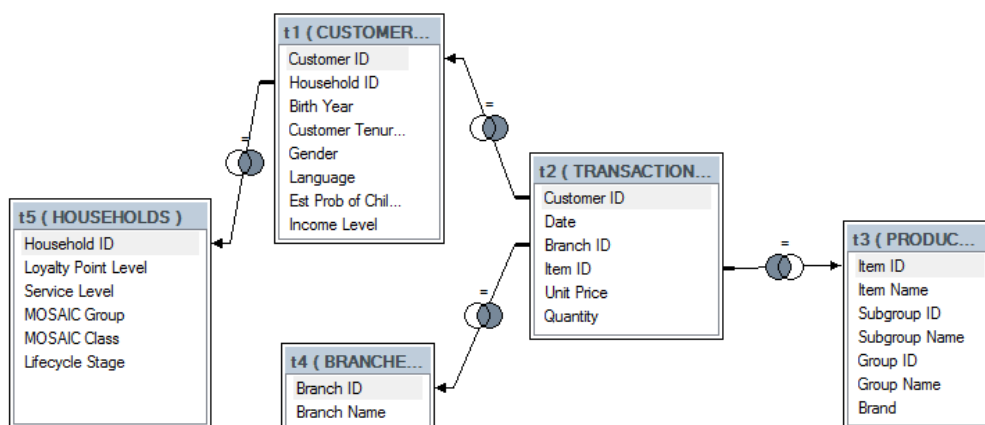 t1 ( CUSTOMER...
Customer ID
Household ID
Birth Year
Customer Tenur...
Gender
Language
Est Prob of Chil...
Income Level
=
=
t2 ( TRANSACTION...
Customer ID
Date
Branch ID
Item ID
Unit Price
Quantity
t5 ( HOUSEHOLDS )
Household ID
Loyalty Point Level
Service Level
MOSAIC Group
MOSAIC Class
Lifecycle Stage
=
t4 ( BRANCHE...
Branch ID
Branch Name
=
t3 ( PRODUC...
Item ID
Item Name
Subgroup ID
Subgroup Name
Group ID
Group Name
Brand